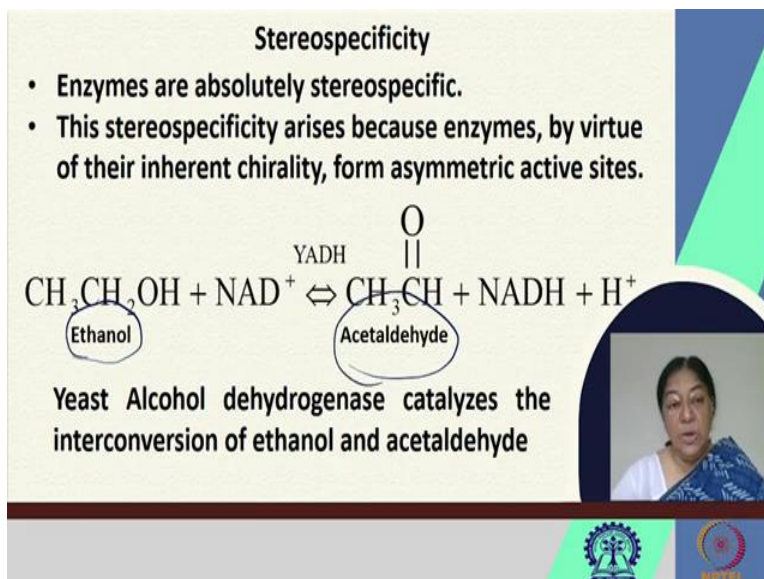 Stereospecificity
• Enzymes are absolutely stereospecific.
• This stereospecificity arises because enzymes, by virtue
of their inherent chirality, form asymmetric active sites.
O
YADH ||
CH₃CH₂OH + NAD⁺ ⇔ CH₃CH + NADH + H⁺
Ethanol Acetaldehyde
Yeast Alcohol dehydrogenase catalyzes the
interconversion of ethanol and acetaldehyde